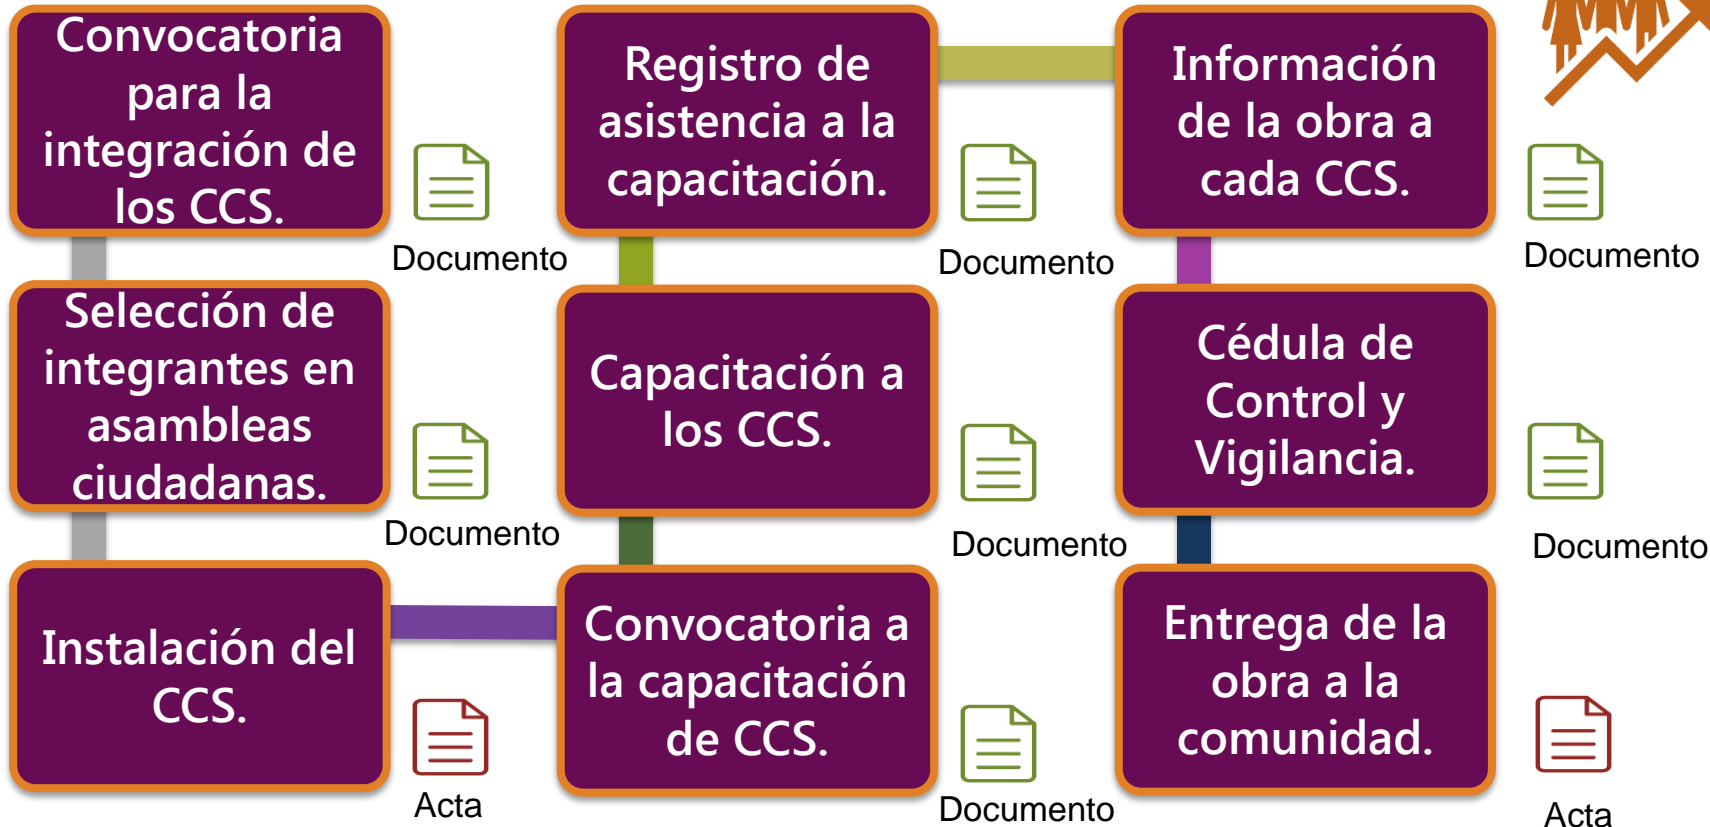 Convocatoria
para la
integración de
los CCS.
Documento
Selección de
integrantes en
asambleas
ciudadanas.
Documento
Instalación del
CCS.
Acta
Convocatoria a
la capacitación
de CCS.
Documento
Capacitación a
los CCS.
Documento
Registro de
asistencia a la
capacitación.
Documento
Información
de la obra a
cada CCS.
Documento
Cédula de
Control y
Vigilancia.
Documento
Entrega de la
obra a la
comunidad.
Acta